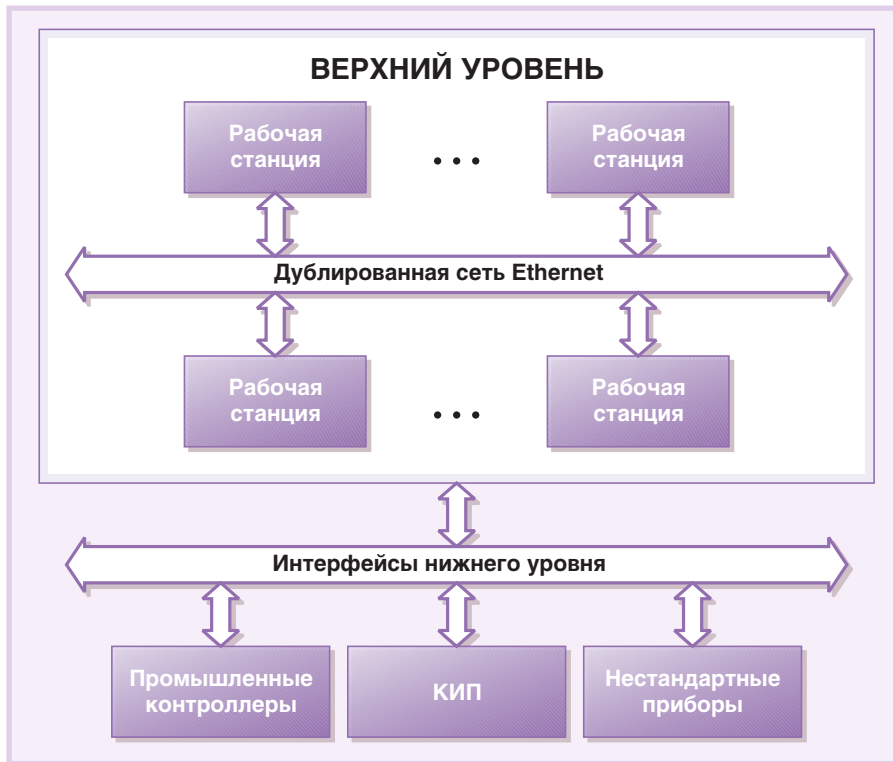 ВЕРХНИЙ УРОВЕНЬ
Рабочая
станция
. . .
Рабочая
станция
Дублированная сеть Ethernet
Рабочая
станция
. . .
Рабочая
станция
Интерфейсы нижнего уровня
Промышленные
контроллеры
КИП
Нестандартные
приборы